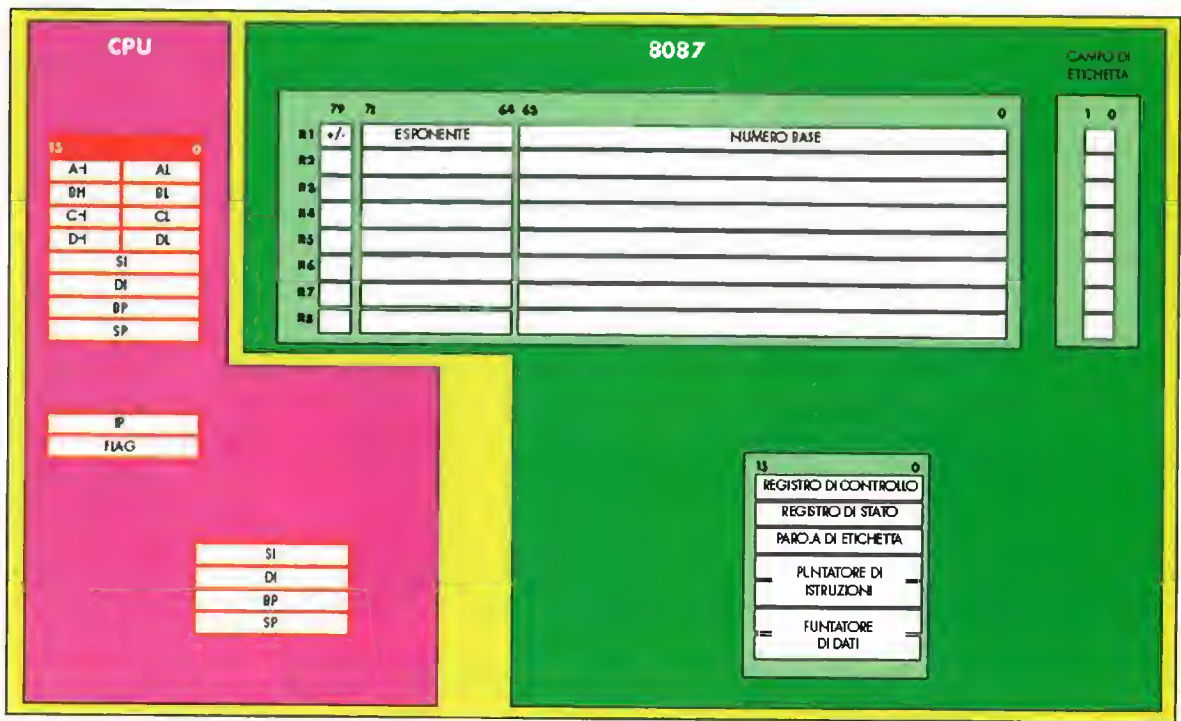 CPU
15 0
AH AL
BH BL
CH CL
DH DL
SI
DI
BP
SP
IP
FLAG
SI
DI
BP
SP
8087
79 78 64 63 0
R1 +/- ESPONENTE NUMERO BASE
R2
R3
R4
R5
R6
R7
R8
CAMPO DI
ETICHETTA
1 0
15 0
REGISTRO DI CONTROLLO
REGISTRO DI STATO
PAROLA DI ETICHETTA
PUNTATORE DI
ISTRUZIONI
PUNTATORE
DI DATI